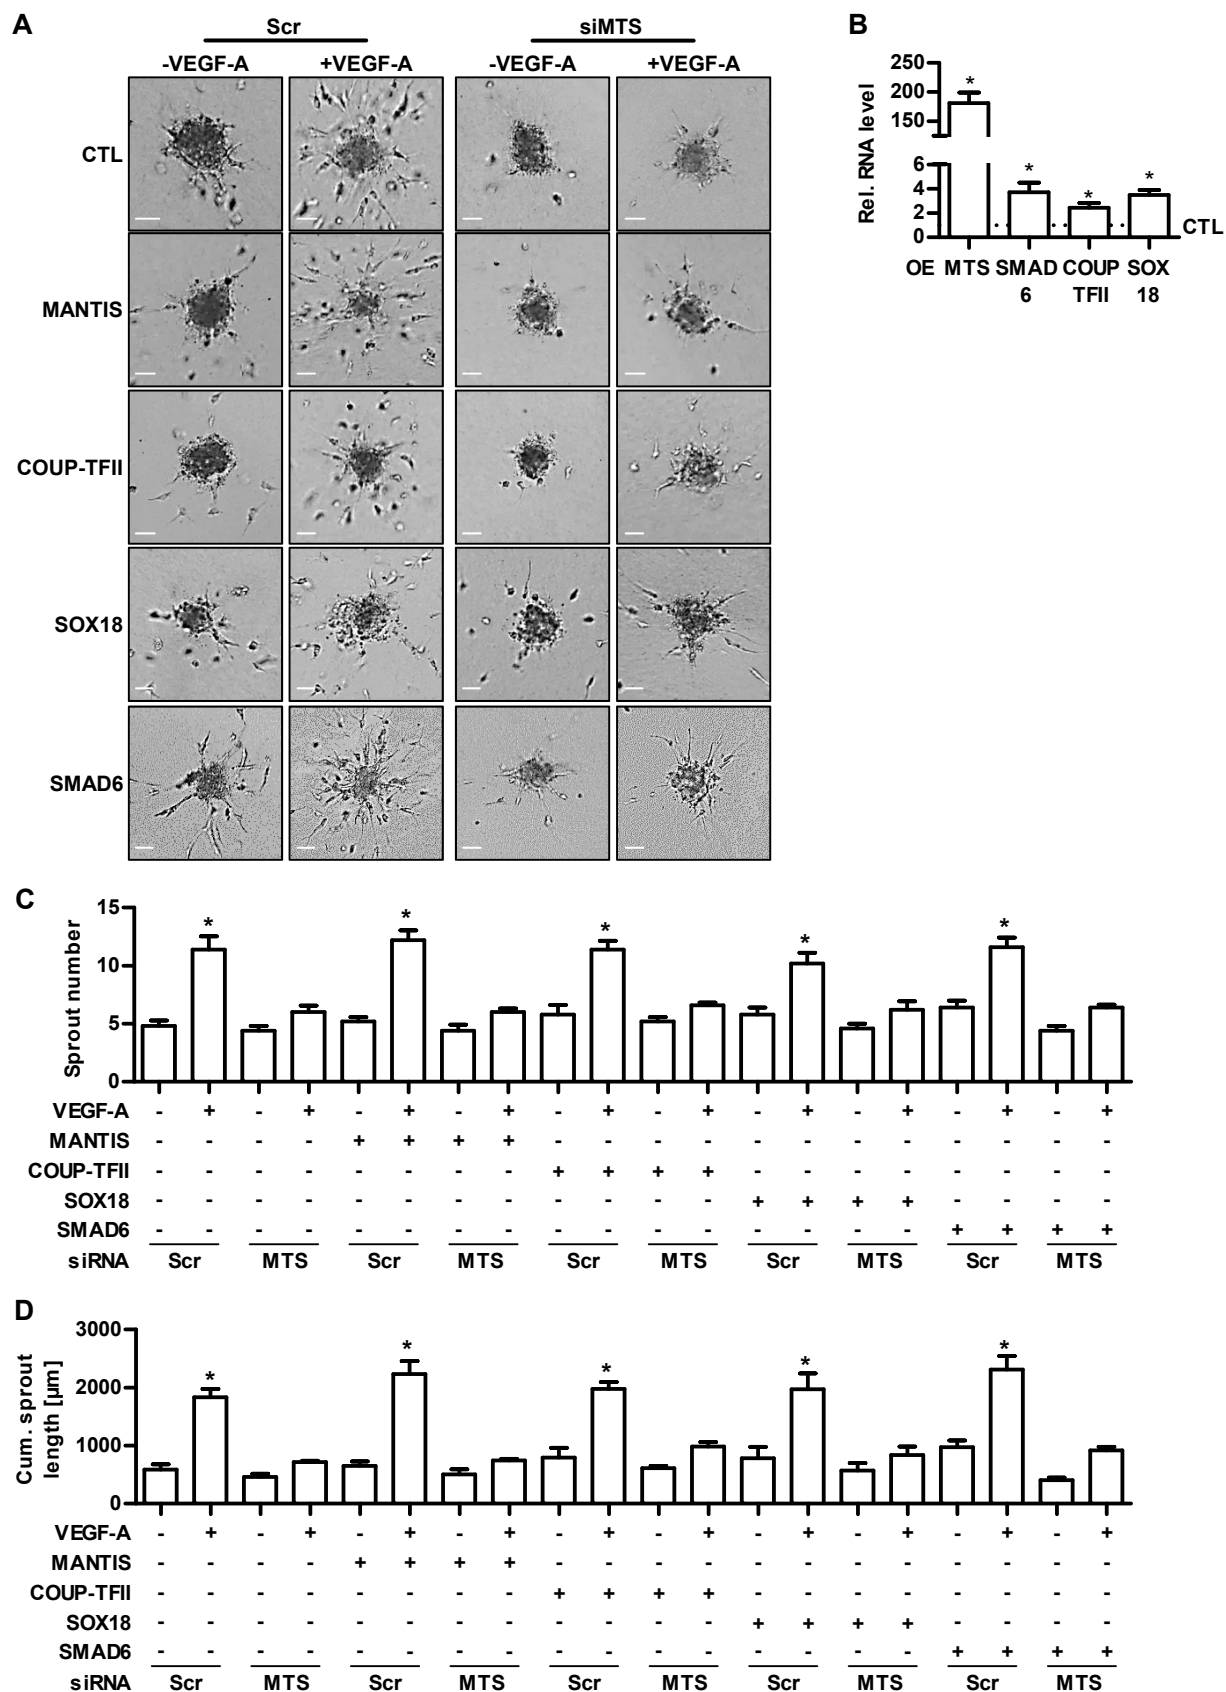 A
Scr
siMTS
-VEGF-A +VEGF-A -VEGF-A +VEGF-A
CTL
MANTIS
COUP-TFII
SOX18
SMAD6
B
Rel. RNA level
250
200
150
6
4
2
0
* * * *
CTL
OE MTS SMAD COUP SOX
6 TFII 18
C
Sprout number
15
10
5
0
* * * * *
VEGF-A - + - + - + - + - + - + - + - + - + - +
MANTIS - - - - + + + + - - - - - - - - - - - -
COUP-TFII - - - - - - - - + + + + - - - - - - - -
SOX18 - - - - - - - - - - - - + + + + - - - -
SMAD6 - - - - - - - - - - - - - - - - + + + +
siRNA Scr MTS Scr MTS Scr MTS Scr MTS Scr MTS
D
Cum. sprout
length [µm]
3000
2000
1000
0
* * * * *
VEGF-A - + - + - + - + - + - + - + - + - + - +
MANTIS - - - - + + + + - - - - - - - - - - - -
COUP-TFII - - - - - - - - + + + + - - - - - - - -
SOX18 - - - - - - - - - - - - + + + + - - - -
SMAD6 - - - - - - - - - - - - - - - - + + + +
siRNA Scr MTS Scr MTS Scr MTS Scr MTS Scr MTS